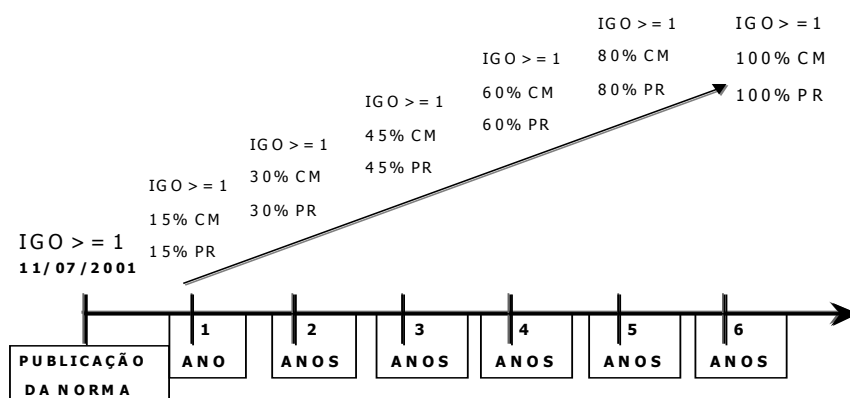 IGO >= 1
11/07/2001
PUBLICAÇÃO
DA NORMA
IGO >= 1
15% CM
15% PR
1
ANO
IGO >= 1
30% CM
30% PR
2
ANOS
IGO >= 1
45% CM
45% PR
3
ANOS
IGO >= 1
60% CM
60% PR
4
ANOS
IGO >= 1
80% CM
80% PR
5
ANOS
IGO >= 1
100% CM
100% PR
6
ANOS